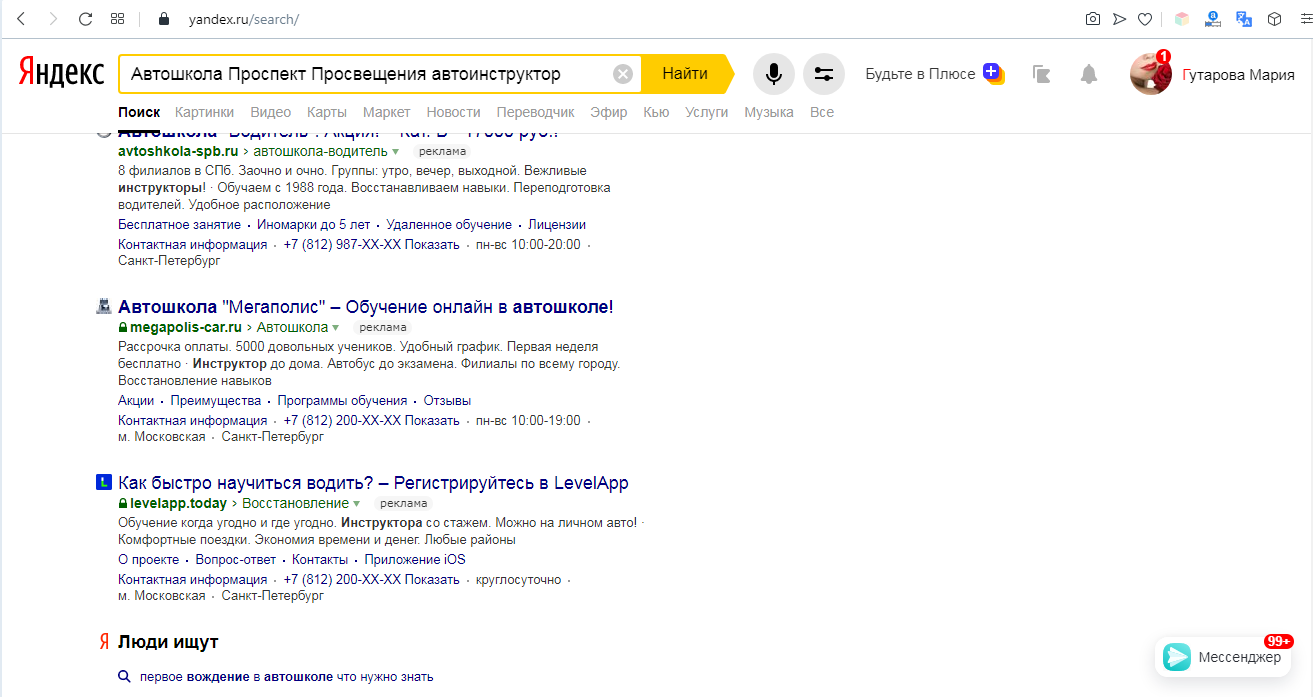 yandex.ru/search/
Яндекс
Автошкола Проспект Просвещения автоинструктор
Найти
Будьте в Плюсе
1
Гутарова Мария
Поиск Картинки Видео Карты Маркет Новости Переводчик Эфир Кью Услуги Музыка Все
Автошкола "Водитель". Акция! – Кат. В – 17000 руб.!
avtoshkola-spb.ru › автошкола-водитель реклама
8 филиалов в СПб. Заочно и очно. Группы: утро, вечер, выходной. Вежливые
инструкторы! · Обучаем с 1988 года. Восстанавливаем навыки. Переподготовка
водителей. Удобное расположение
Бесплатное занятие · Иномарки до 5 лет · Удаленное обучение · Лицензии
Контактная информация · +7 (812) 987-XX-XX Показать · пн-вс 10:00-20:00 ·
Санкт-Петербург
Автошкола "Мегаполис" – Обучение онлайн в автошколе!
megapolis-car.ru › Автошкола реклама
Рассрочка оплаты. 5000 довольных учеников. Удобный график. Первая неделя
бесплатно · Инструктор до дома. Автобус до экзамена. Филиалы по всему городу.
Восстановление навыков
Акции · Преимущества · Программы обучения · Отзывы
Контактная информация · +7 (812) 200-XX-XX Показать · пн-вс 10:00-19:00 ·
м. Московская · Санкт-Петербург
Как быстро научиться водить? – Регистрируйтесь в LevelApp
levelapp.today › Восстановление реклама
Обучение когда угодно и где угодно. Инструктора со стажем. Можно на личном авто! ·
Комфортные поездки. Экономия времени и денег. Любые районы
О проекте · Вопрос-ответ · Контакты · Приложение iOS
Контактная информация · +7 (812) 200-XX-XX Показать · круглосуточно ·
м. Московская · Санкт-Петербург
Люди ищут
первое вождение в автошколе что нужно знать
99+
Мессенджер